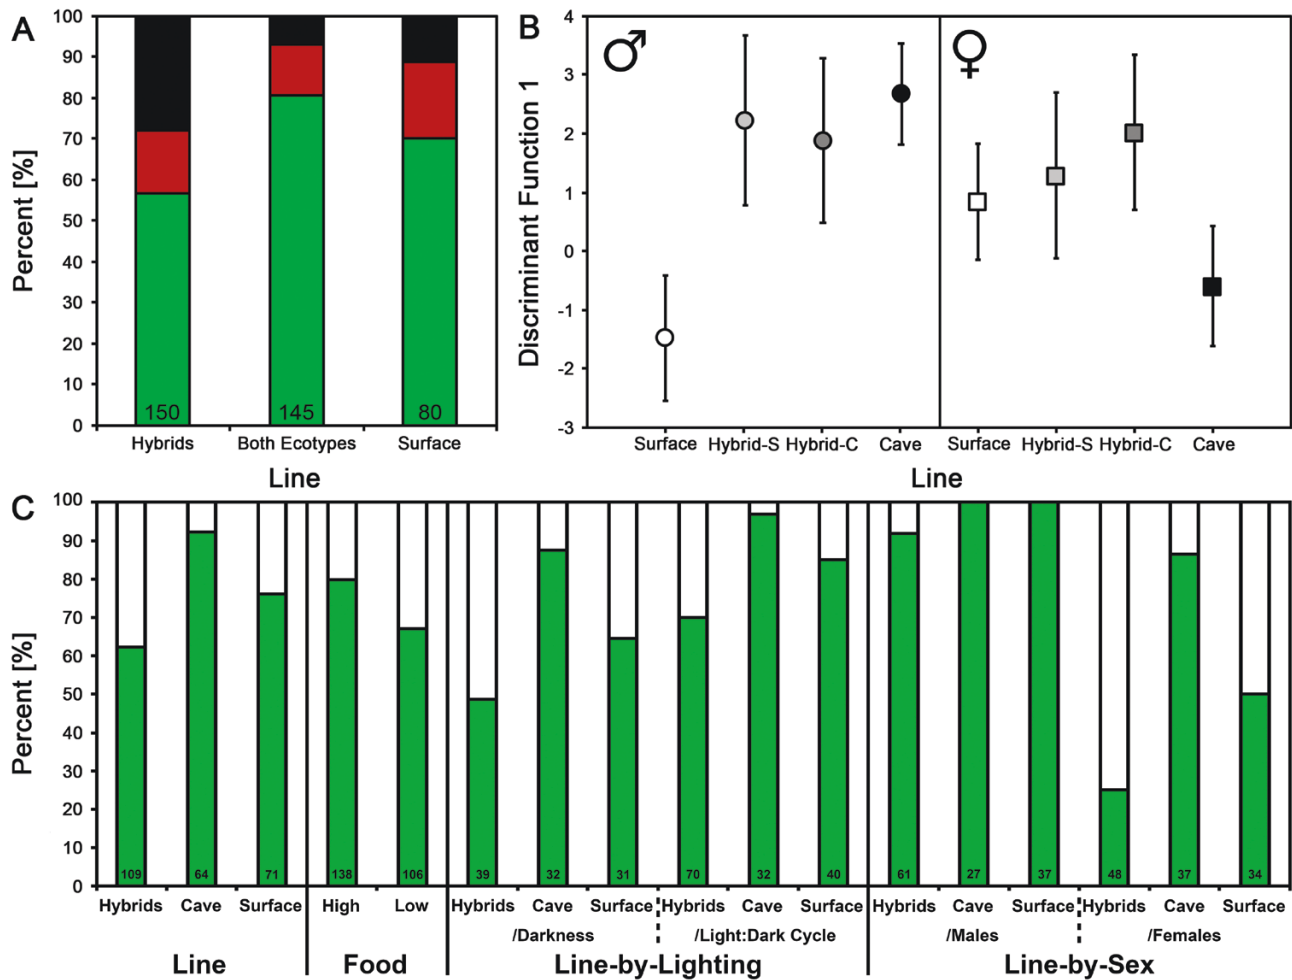 A
Percent [%]
100
90
80
70
60
50
40
30
20
10
0
150
145
80
Hybrids
Both Ecotypes
Surface
Line
B
Discriminant Function 1
4
3
2
1
0
-1
-2
-3
♂
♀
Surface
Hybrid-S
Hybrid-C
Cave
Surface
Hybrid-S
Hybrid-C
Cave
Line
C
Percent [%]
100
90
80
70
60
50
40
30
20
10
0
109
64
71
138
106
39
32
31
70
32
40
61
27
37
48
37
34
Hybrids
Cave
Surface
High
Low
Hybrids
Cave
Surface
Hybrids
Cave
Surface
Hybrids
Cave
Surface
Hybrids
Cave
Surface
/Darkness
/Light:Dark Cycle
/Males
/Females
Line
Food
Line-by-Lighting
Line-by-Sex